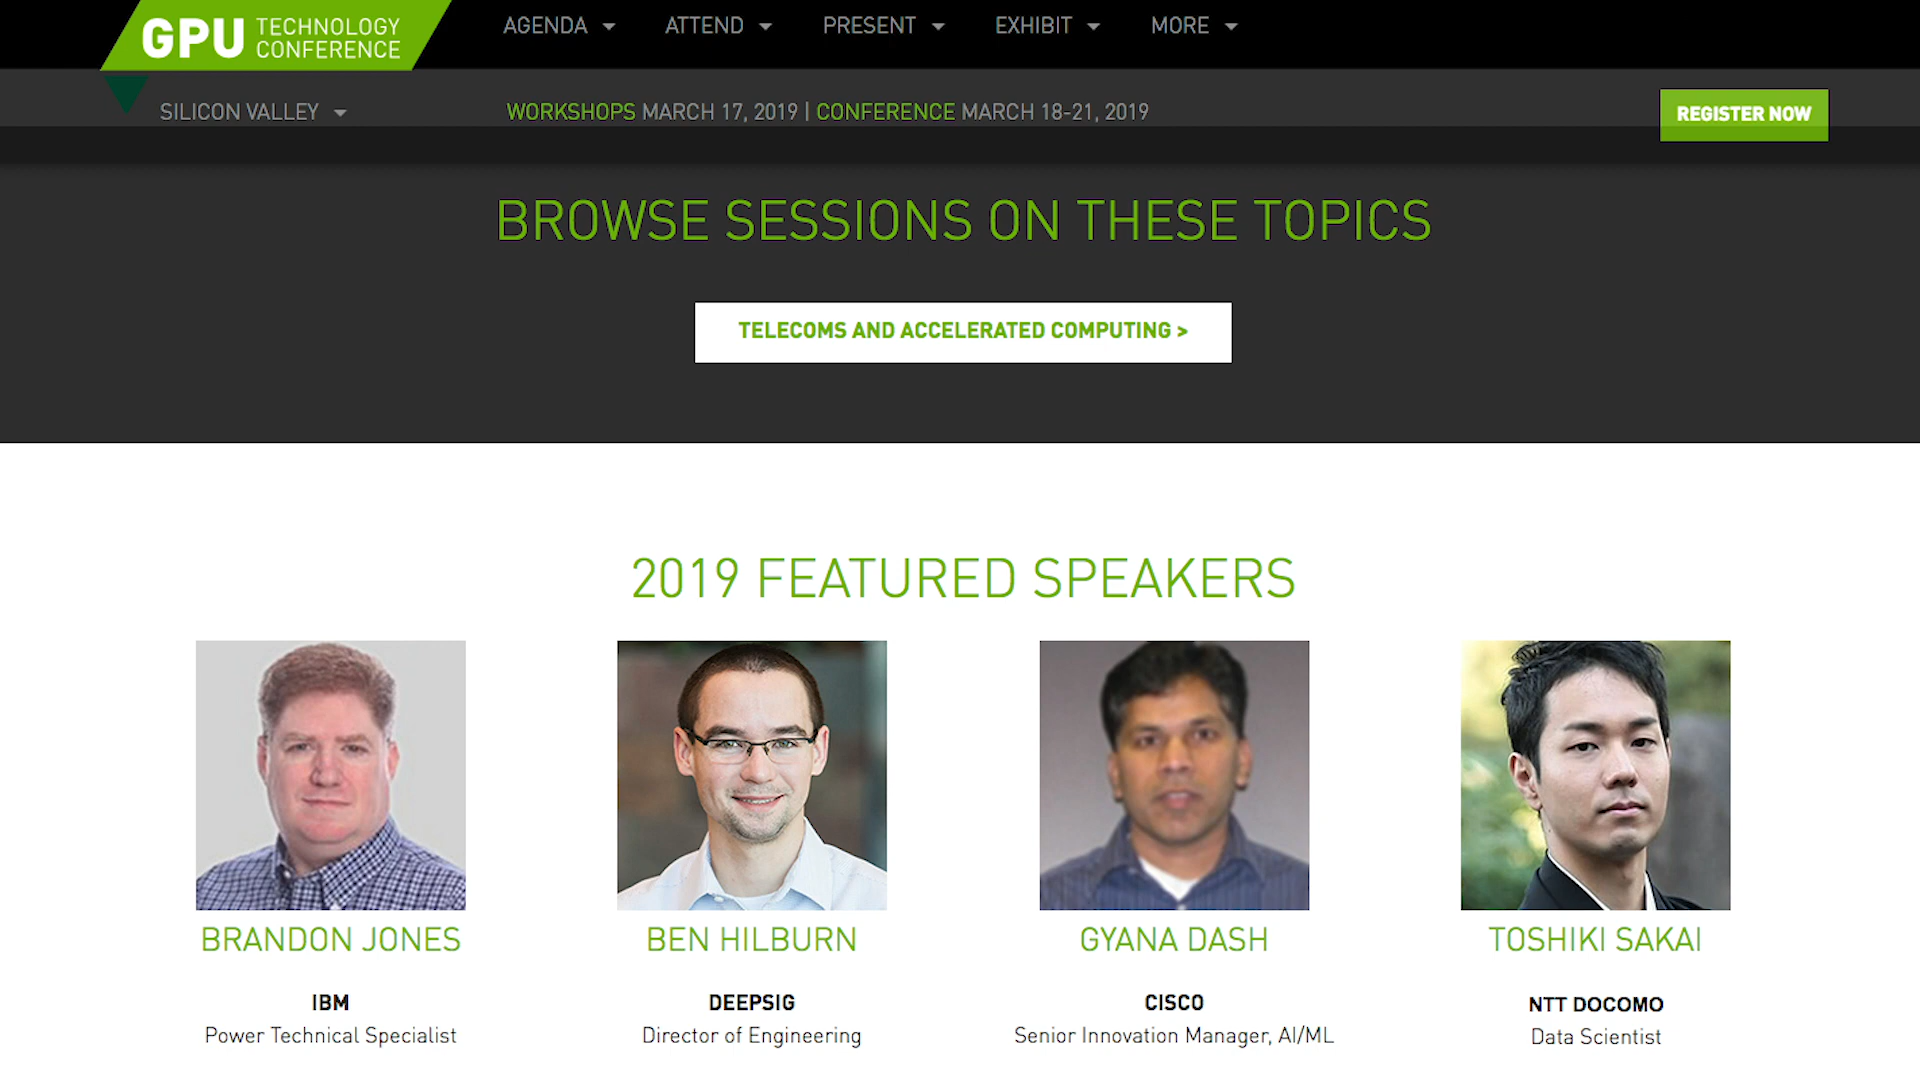 GPU TECHNOLOGY CONFERENCE
AGENDA
ATTEND
PRESENT
EXHIBIT
MORE
SILICON VALLEY
WORKSHOPS MARCH 17, 2019 | CONFERENCE MARCH 18-21, 2019
REGISTER NOW
BROWSE SESSIONS ON THESE TOPICS
TELECOMS AND ACCELERATED COMPUTING >
2019 FEATURED SPEAKERS
BRANDON JONES
IBM
Power Technical Specialist
BEN HILBURN
DEEPSIG
Director of Engineering
GYANA DASH
CISCO
Senior Innovation Manager, AI/ML
TOSHIKI SAKAI
NTT DOCOMO
Data Scientist